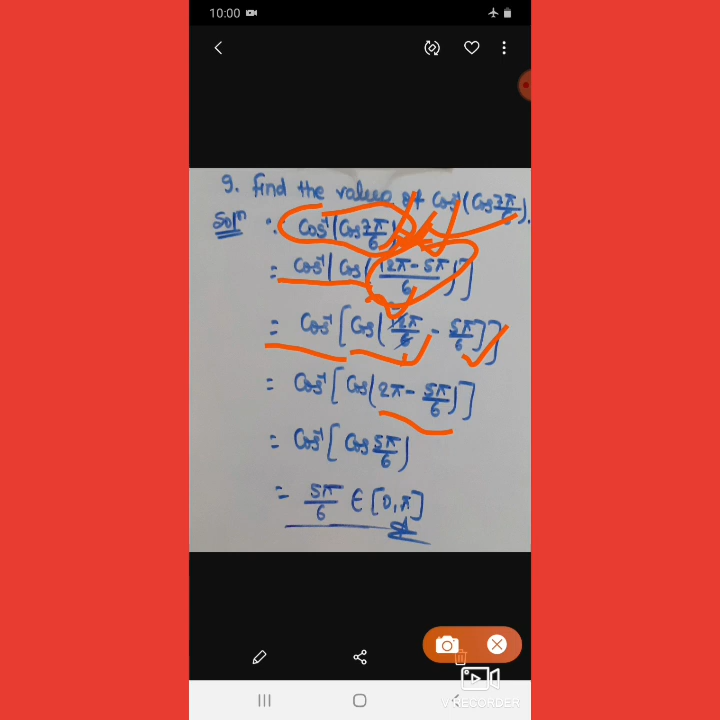 10:00
9. Find the values of Cos⁻¹(Cos 7π/6).
Solⁿ ∵ Cos⁻¹(Cos 7π/6)
= Cos⁻¹[Cos(12π-5π/6)]
= Cos⁻¹[Cos(12π/6 - 5π/6)]
= Cos⁻¹[Cos(2π - 5π/6)]
= Cos⁻¹[Cos 5π/6)
= 5π/6 ∈ [0,π]
VRECORDER